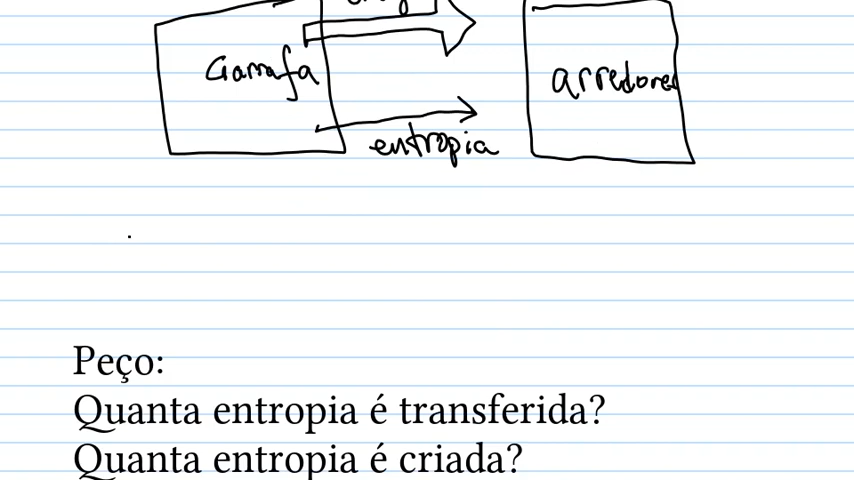 Garrafa
arredores
entropia
Peço:
Quanta entropia é transferida?
Quanta entropia é criada?